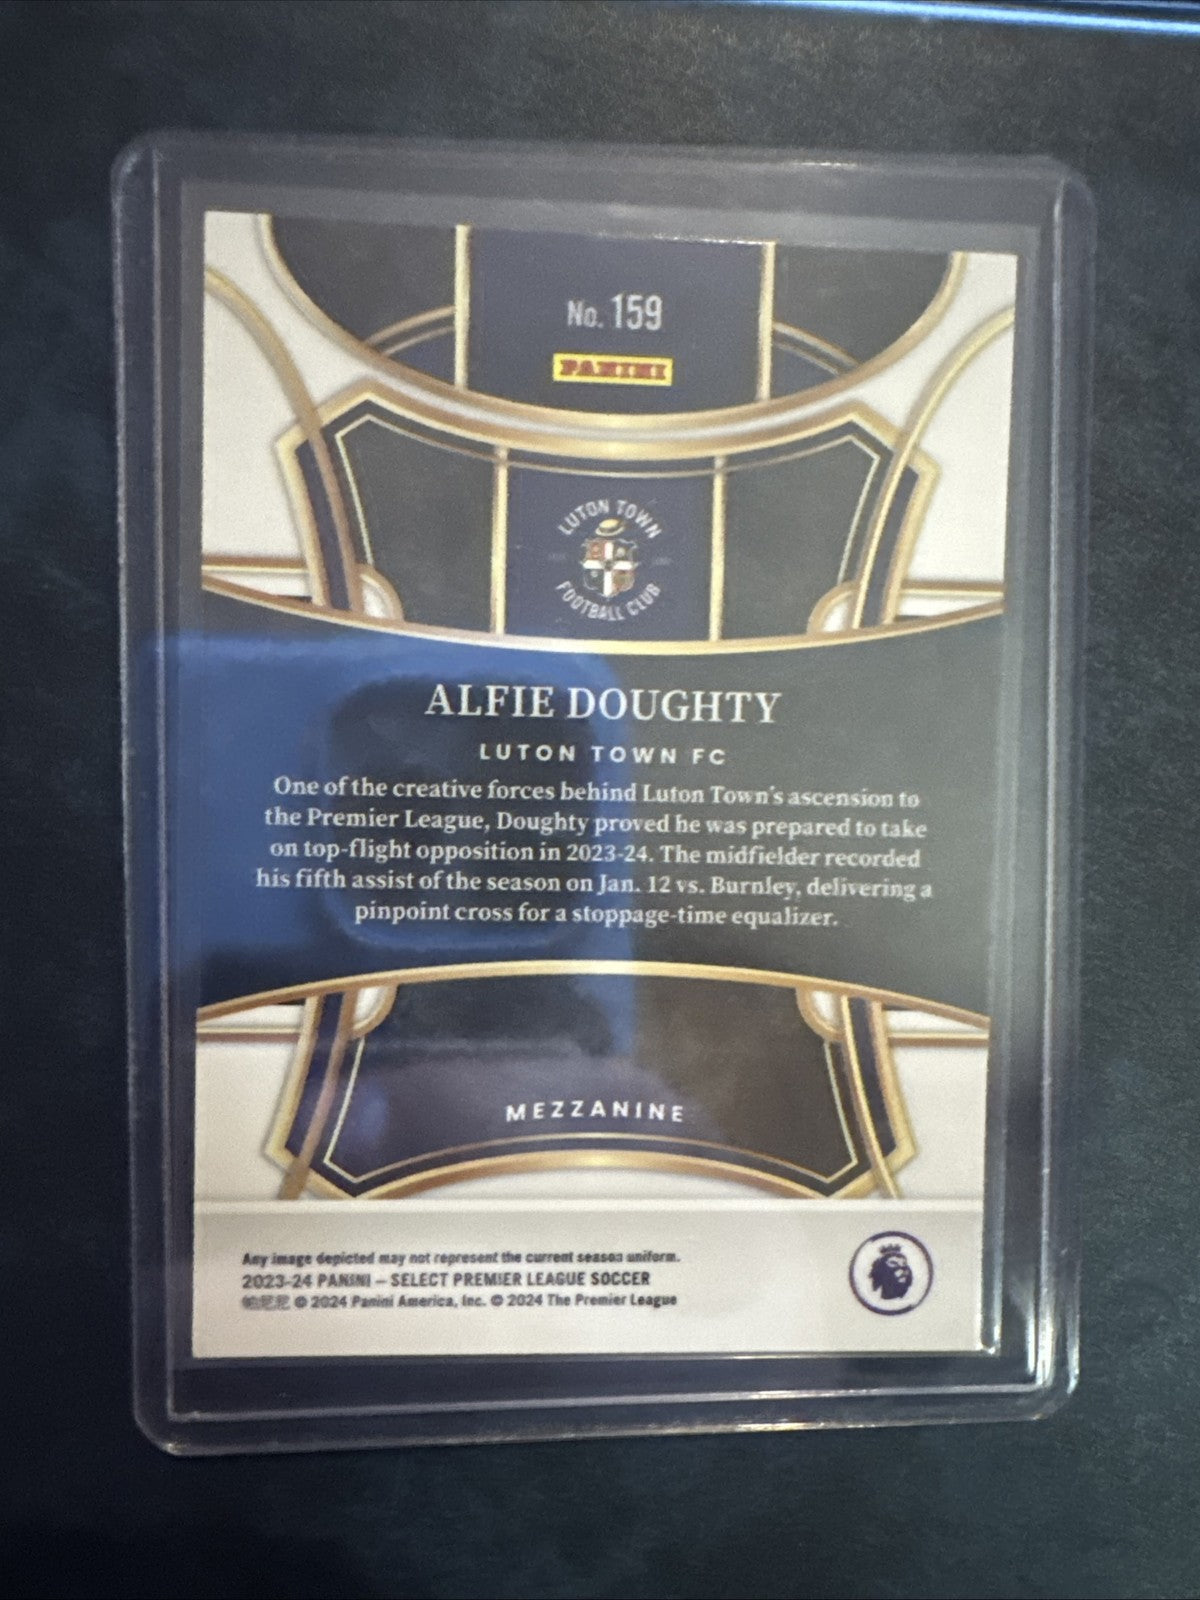 No. 159
PANINI
LUTON TOWN
FOOTBALL CLUB
ALFIE DOUGHTY
LUTON TOWN FC
One of the creative forces behind Luton Town's ascension to
the Premier League, Doughty proved he was prepared to take
on top-flight opposition in 2023-24. The midfielder recorded
his fifth assist of the season on Jan. 12 vs. Burnley, delivering a
pinpoint cross for a stoppage-time equalizer.
MEZZANINE
Any image depicted may not represent the current season uniform.
2023-24 PANINI – SELECT PREMIER LEAGUE SOCCER
© 2024 Panini America, Inc. © 2024 The Premier League